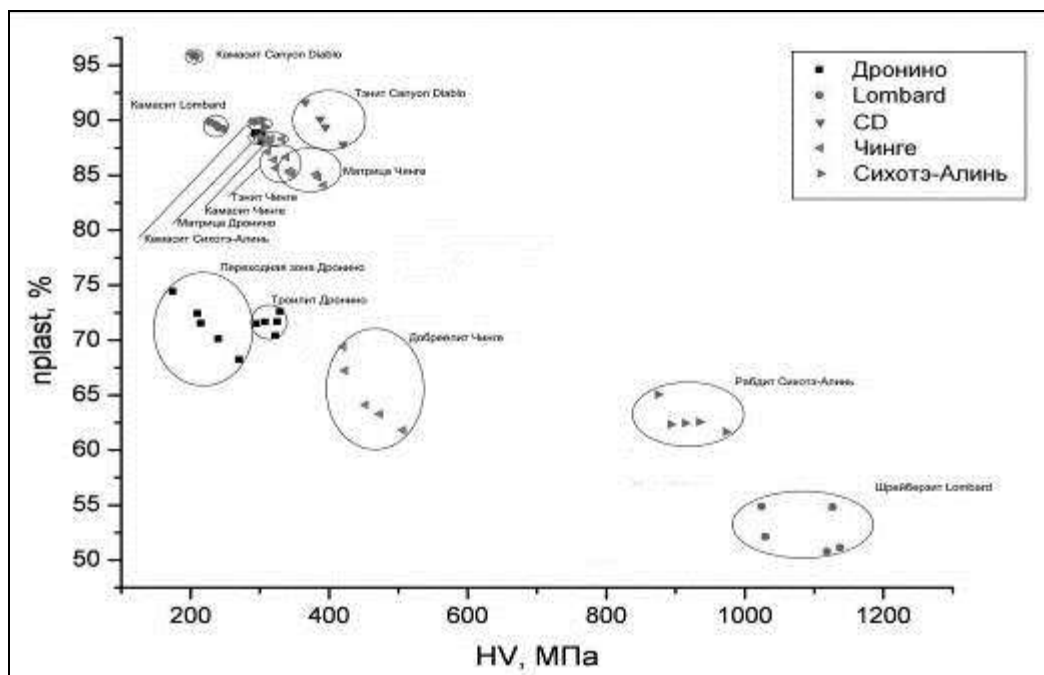 95
90
85
80
75
70
65
60
55
50
nplast, %
200
400
600
800
1000
1200
HV, МПа
Дронино
Lombard
CD
Чинге
Сихотэ-Алинь
Камасит Canyon Diablo
Тэнит Canyon Diablo
Камасит Lombard
Матрица Чинге
Тэнит Чинге
Камасит Чинге
Матрица Дронино
Камасит Сихотэ-Алинь
Переходная зона Дронино
Троилит Дронино
Добреелит Чинге
Рабдит Сихотэ-Алинь
Шрейберзит Lombard